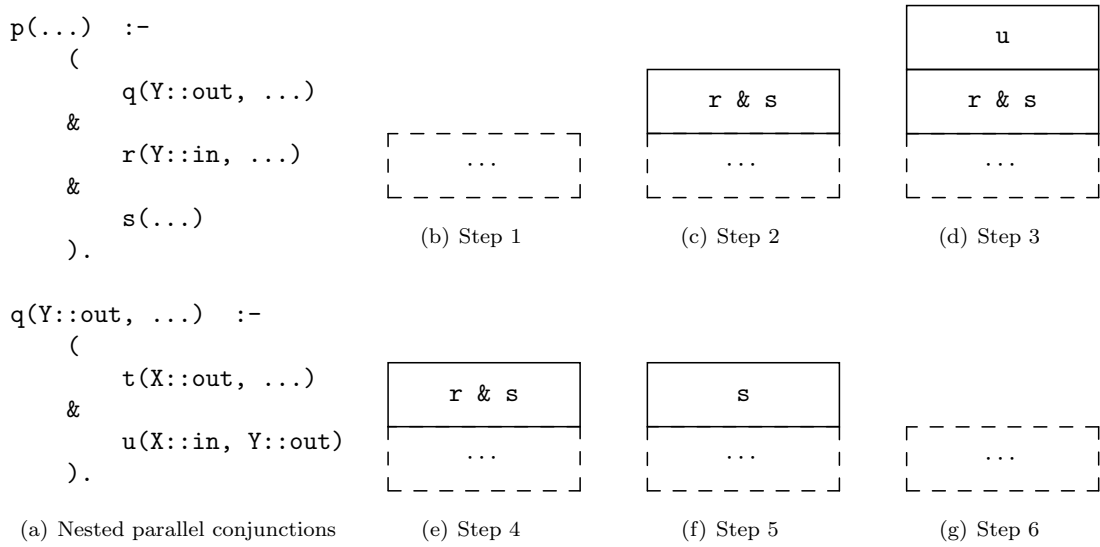 p(...) :-
(
q(Y::out, ...)
&
r(Y::in, ...)
&
s(...)
).
q(Y::out, ...) :-
(
t(X::out, ...)
&
u(X::in, Y::out)
).
(a) Nested parallel conjunctions
...
(b) Step 1
r & s
...
(c) Step 2
u
r & s
...
(d) Step 3
r & s
...
(e) Step 4
s
...
(f) Step 5
...
(g) Step 6